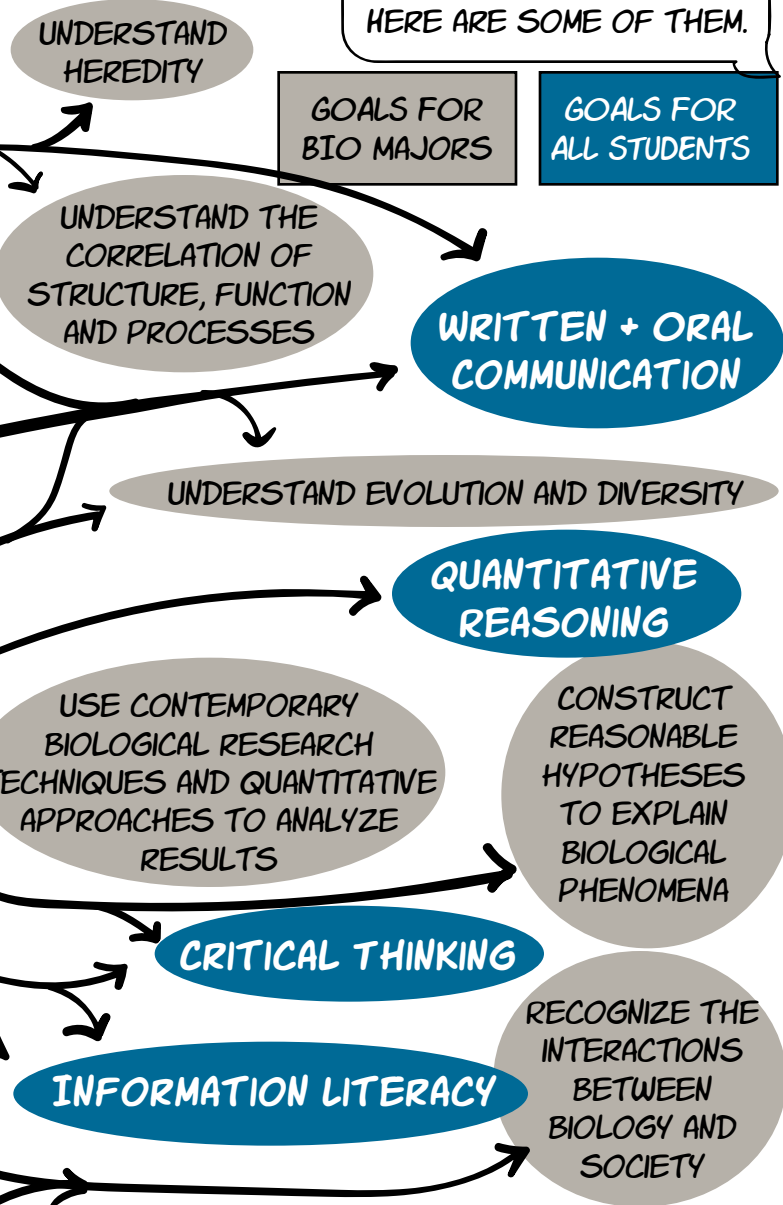 HERE ARE SOME OF THEM.
UNDERSTAND
HEREDITY
GOALS FOR
BIO MAJORS
GOALS FOR
ALL STUDENTS
UNDERSTAND THE
CORRELATION OF
STRUCTURE, FUNCTION
AND PROCESSES
WRITTEN + ORAL
COMMUNICATION
UNDERSTAND EVOLUTION AND DIVERSITY
QUANTITATIVE
REASONING
USE CONTEMPORARY
BIOLOGICAL RESEARCH
TECHNIQUES AND QUANTITATIVE
APPROACHES TO ANALYZE
RESULTS
CONSTRUCT
REASONABLE
HYPOTHESES
TO EXPLAIN
BIOLOGICAL
PHENOMENA
CRITICAL THINKING
INFORMATION LITERACY
RECOGNIZE THE
INTERACTIONS
BETWEEN
BIOLOGY AND
SOCIETY